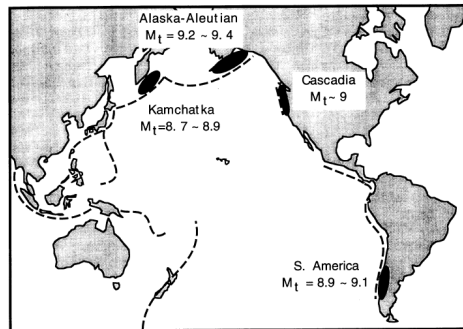 Alaska-Aleutian
Mt = 9.2 ~ 9.4
Cascadia
Mt ~ 9
Kamchatka
Mt=8. 7 ~ 8.9
S. America
Mt = 8.9 ~ 9.1